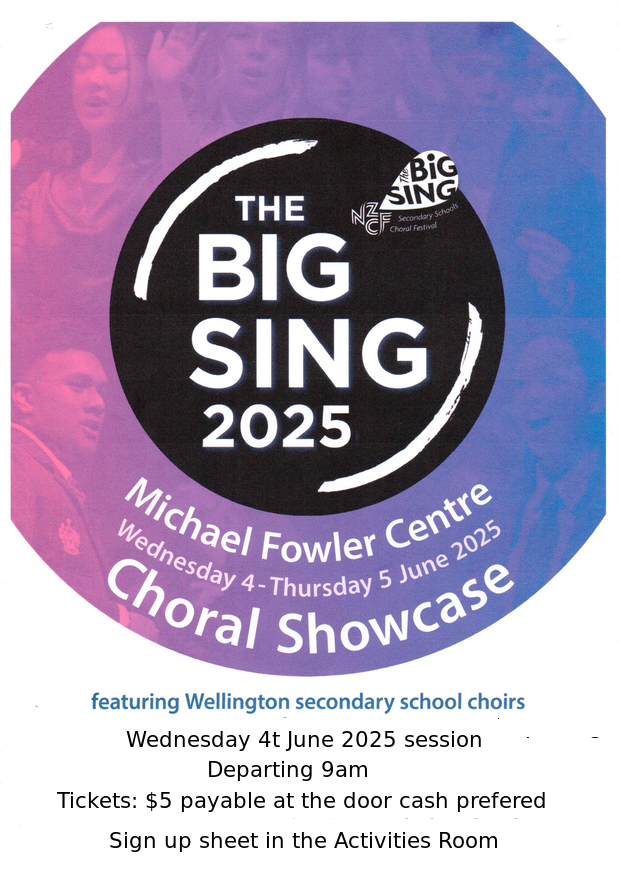 The
BiG
SING
NZCF
Secondary Schools
Choral Festival
THE
BIG
SING
2025
Michael Fowler Centre
Wednesday 4-Thursday 5 June 2025
Choral Showcase
featuring Wellington secondary school choirs
Wednesday 4t June 2025 session
Departing 9am
Tickets: $5 payable at the door cash prefered
Sign up sheet in the Activities Room